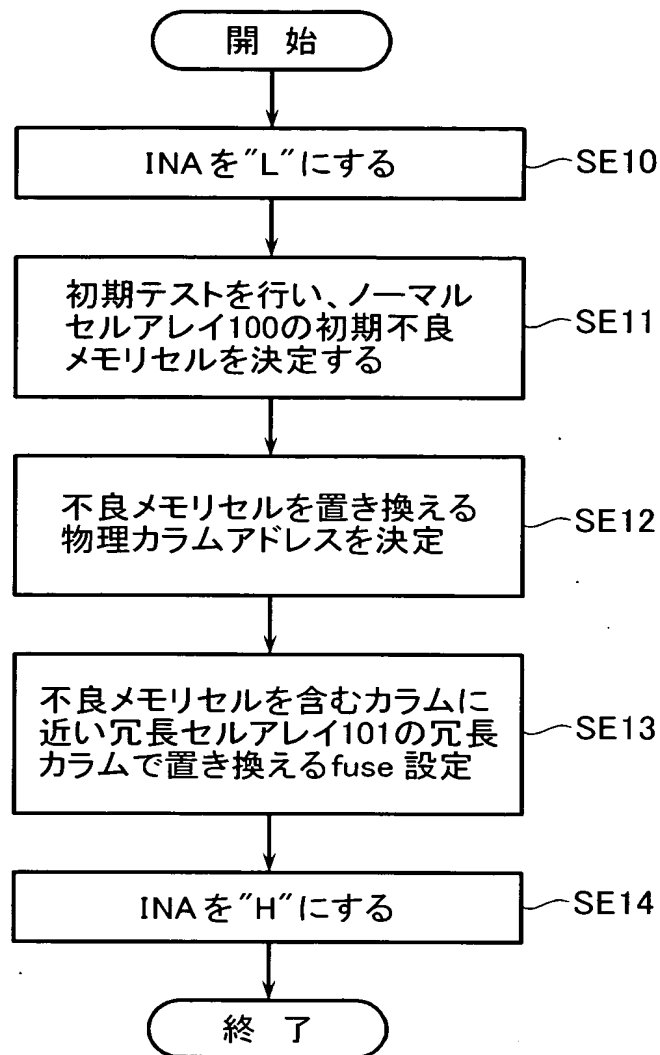 開始
INAを"L"にする
SE10
初期テストを行い、ノーマル
セルアレイ100の初期不良
メモリセルを決定する
SE11
不良メモリセルを置き換える
物理カラムアドレスを決定
SE12
不良メモリセルを含むカラムに
近い冗長セルアレイ101の冗長
カラムで置き換えるfuse 設定
SE13
INAを"H"にする
SE14
終了